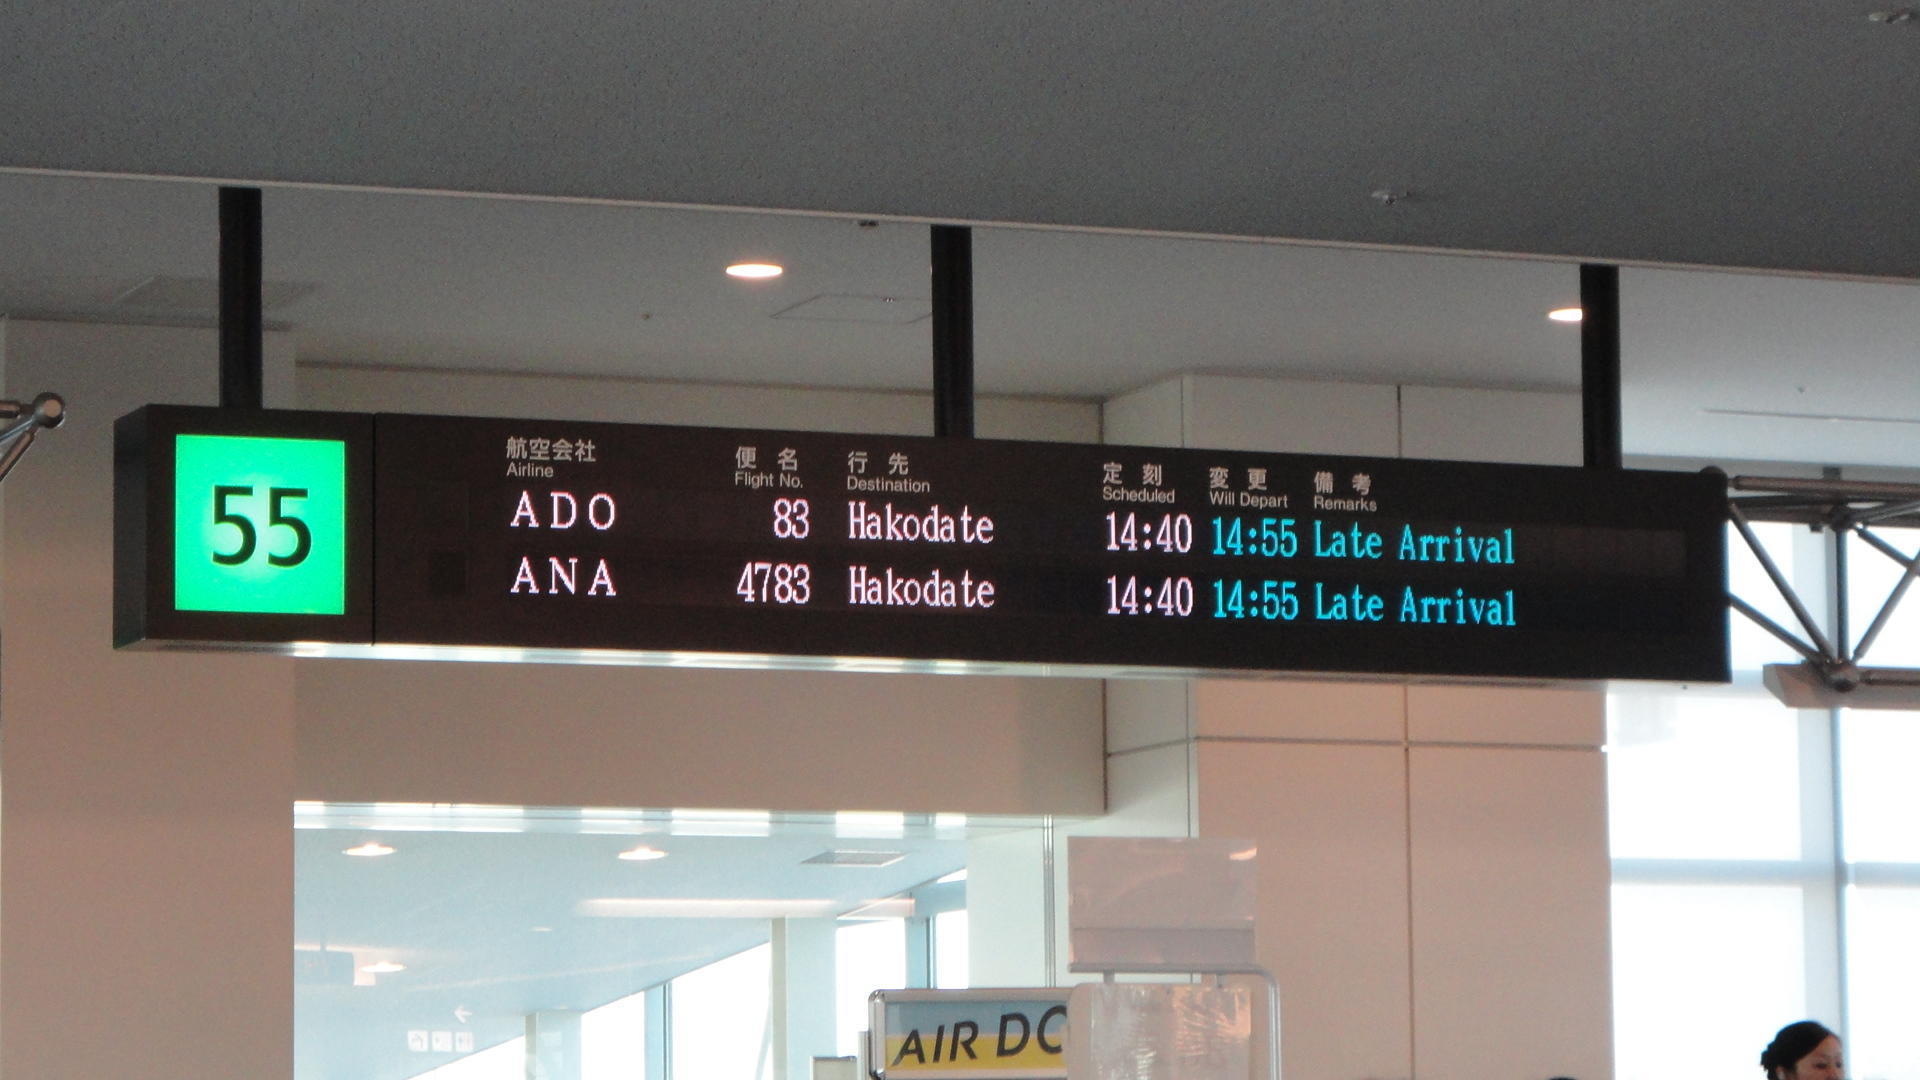 55
航空会社 便名 行先 定刻 変更 備考
Airline Flight No. Destination Scheduled Will Depart Remarks
ADO 83 Hakodate 14:40 14:55 Late Arrival
ANA 4783 Hakodate 14:40 14:55 Late Arrival
AIR DO